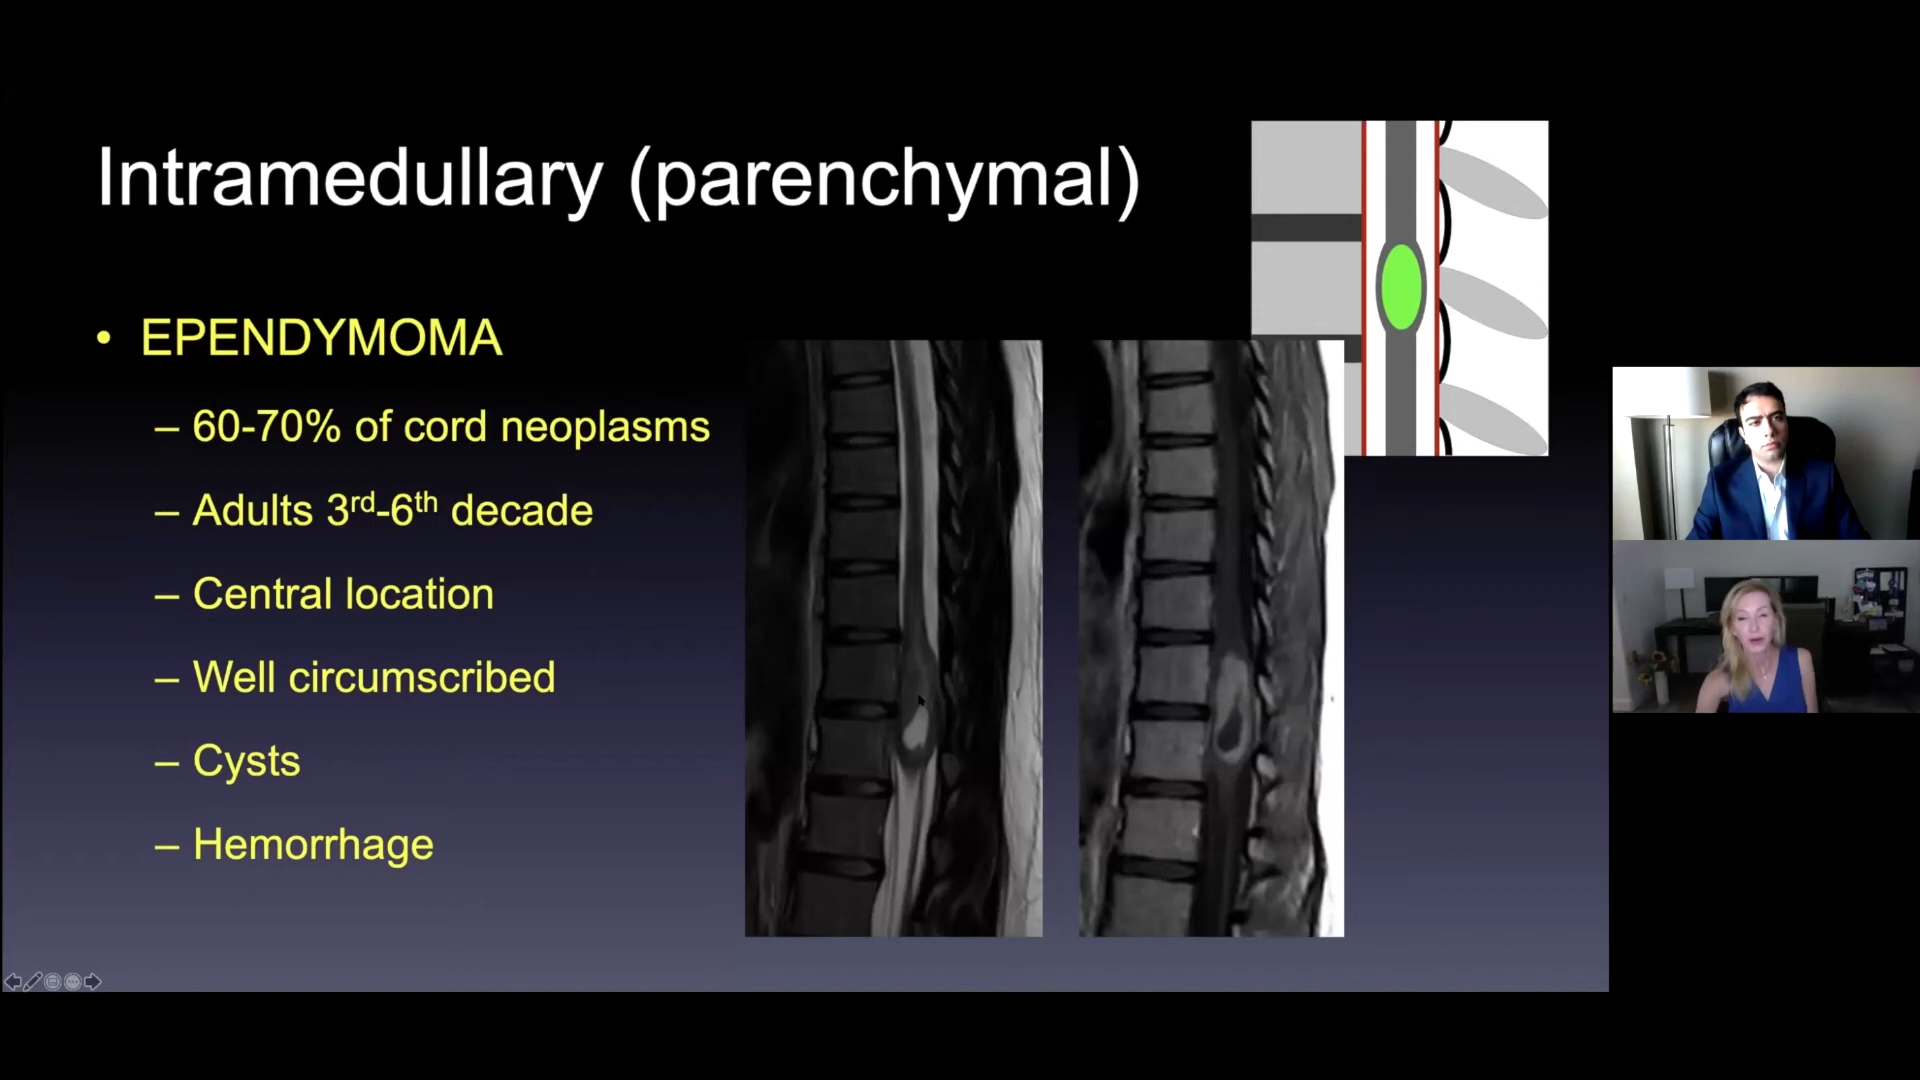 Intramedullary (parenchymal)
• EPENDYMOMA
– 60-70% of cord neoplasms
– Adults 3rd-6th decade
– Central location
– Well circumscribed
– Cysts
– Hemorrhage